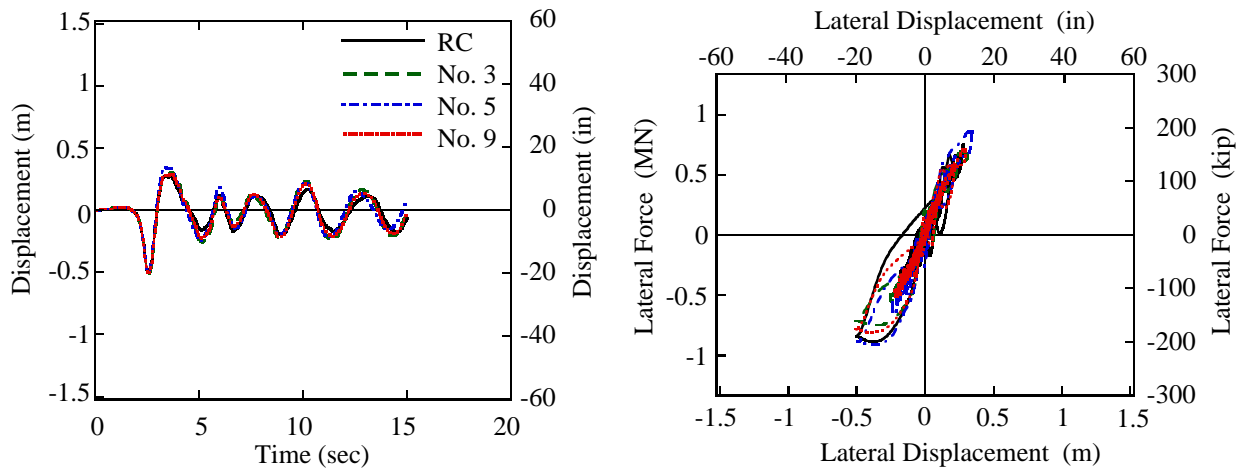 1.5
1
0.5
0
-0.5
-1
-1.5
Displacement (m)
60
40
20
0
-20
-40
-60
Displacement (in)
RC
No. 3
No. 5
No. 9
0 5 10 15 20
Time (sec)
Lateral Displacement (in)
-60 -40 -20 0 20 40 60
1
0.5
0
-0.5
-1
Lateral Force (MN)
300
200
100
0
-100
-200
-300
Lateral Force (kip)
-1.5 -1 -0.5 0 0.5 1 1.5
Lateral Displacement (m)